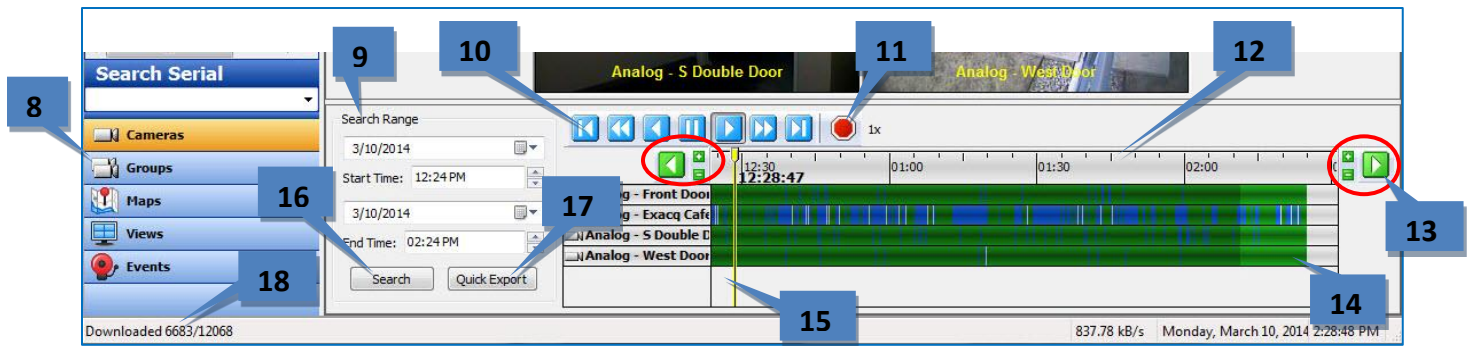 9
10
11
12
Search Serial
Analog - S Double Door
Analog - West Door
8
Search Range
Cameras
1x
3/10/2014
Groups
12:30
01:00
01:30
02:00
12:28:47
Start Time: 12:24 PM
16
17
13
Maps
3/10/2014
og - Front Door
og - Exacq Cafe
Views
End Time: 02:24 PM
Analog - S Double D
Analog - West Door
Events
18
Search
Quick Export
14
15
Downloaded 6683/12068
837.78 kB/s
Monday, March 10, 2014 2:28:48 PM